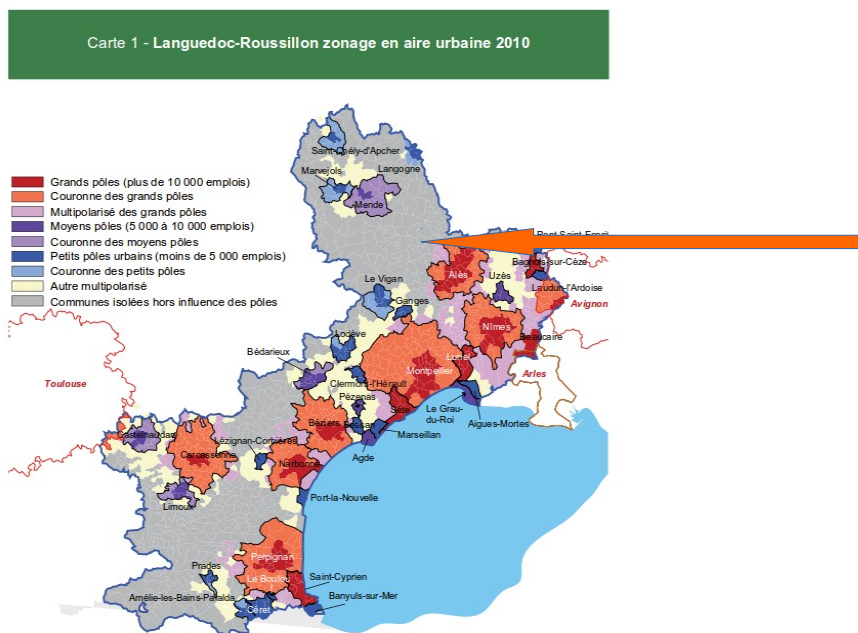 Carte 1 - Languedoc-Roussillon zonage en aire urbaine 2010
Saint-Chély-d'Apcher
Marvejols
Langogne
Mende
Grands pôles (plus de 10 000 emplois)
Couronne des grands pôles
Multipolarisé des grands pôles
Moyens pôles (5 000 à 10 000 emplois)
Couronne des moyens pôles
Petits pôles urbains (moins de 5 000 emplois)
Couronne des petits pôles
Autre multipolarisé
Communes isolées hors influence des pôles
Bagnols-sur-Cèze
Alès
Uzès
Le Vigan
Laudun-l'Ardoise
Ganges
Avignon
Nîmes
Lodève
Beaucaire
Bédarieux
Lunel
Montpellier
Arles
Toulouse
Clermont-l'Hérault
Pézenas
Sète
Le Grau-
du-Roi
Aigues-Mortes
Béziers
Bessan
Marseillan
Castelnaudary
Lézignan-Corbières
Agde
Carcassonne
Narbonne
Port-la-Nouvelle
Limoux
Perpignan
Prades
Le Boulou
Saint-Cyprien
Amélie-les-Bains-Palalda
Céret
Banyuls-sur-Mer